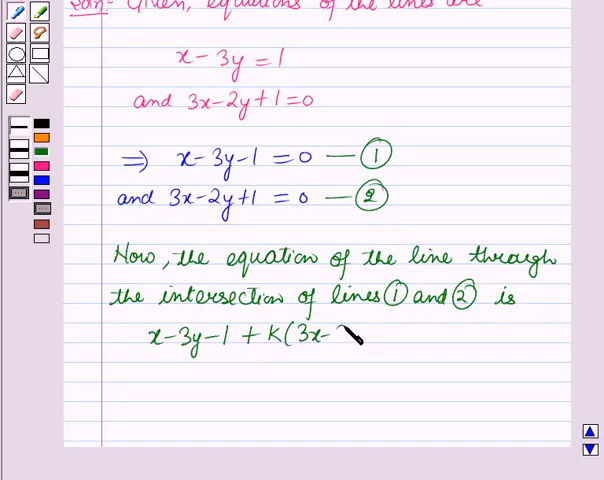 Soln:- Given, equations of the lines are
x - 3y = 1
and 3x - 2y + 1 = 0
⇒ x - 3y - 1 = 0 — ①
and 3x - 2y + 1 = 0 — ②
Now, the equation of the line through
the intersection of lines ① and ② is
x - 3y - 1 + K(3x -